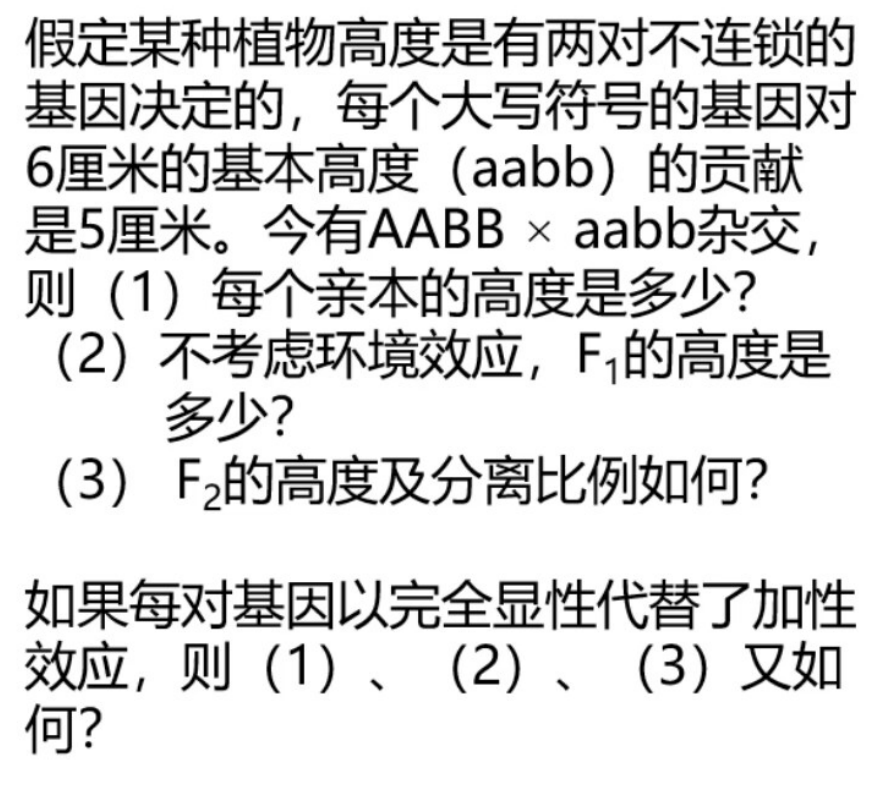 假定某种植物高度是有两对不连锁的
基因决定的，每个大写符号的基因对
6厘米的基本高度（aabb）的贡献
是5厘米。今有AABB × aabb杂交，
则（1）每个亲本的高度是多少？
（2）不考虑环境效应，F₁的高度是
多少？
（3） F₂的高度及分离比例如何？
如果每对基因以完全显性代替了加性
效应，则（1）、（2）、（3）又如
何？